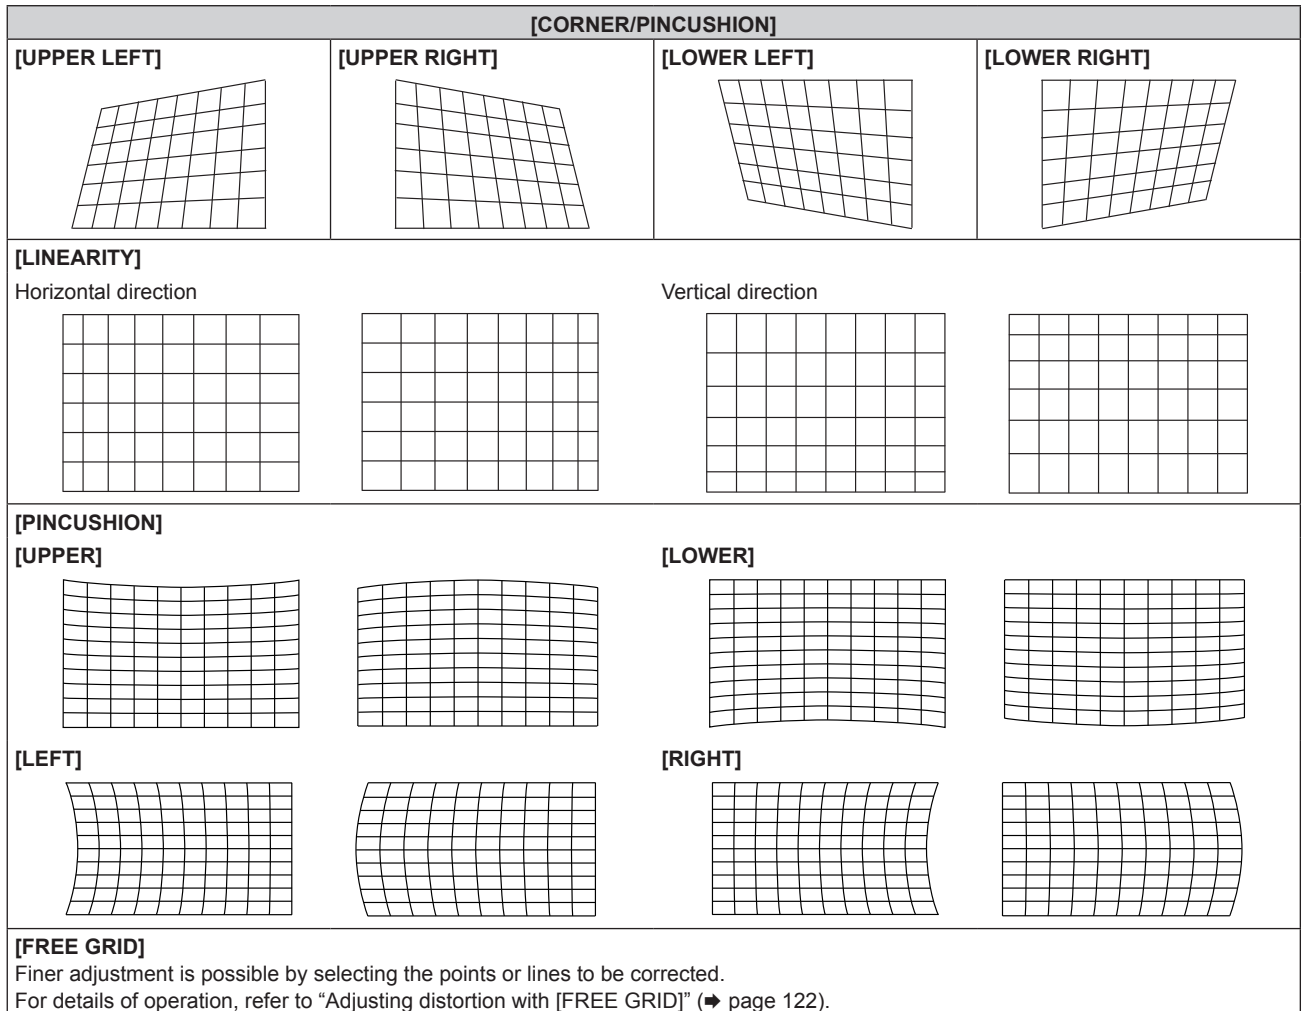 [CORNER/PINCUSHION]
[UPPER LEFT]
[UPPER RIGHT]
[LOWER LEFT]
[LOWER RIGHT]
[LINEARITY]
Horizontal direction
Vertical direction
[PINCUSHION]
[UPPER]
[LOWER]
[LEFT]
[RIGHT]
[FREE GRID]
Finer adjustment is possible by selecting the points or lines to be corrected.
For details of operation, refer to “Adjusting distortion with [FREE GRID]” (➡ page 122).